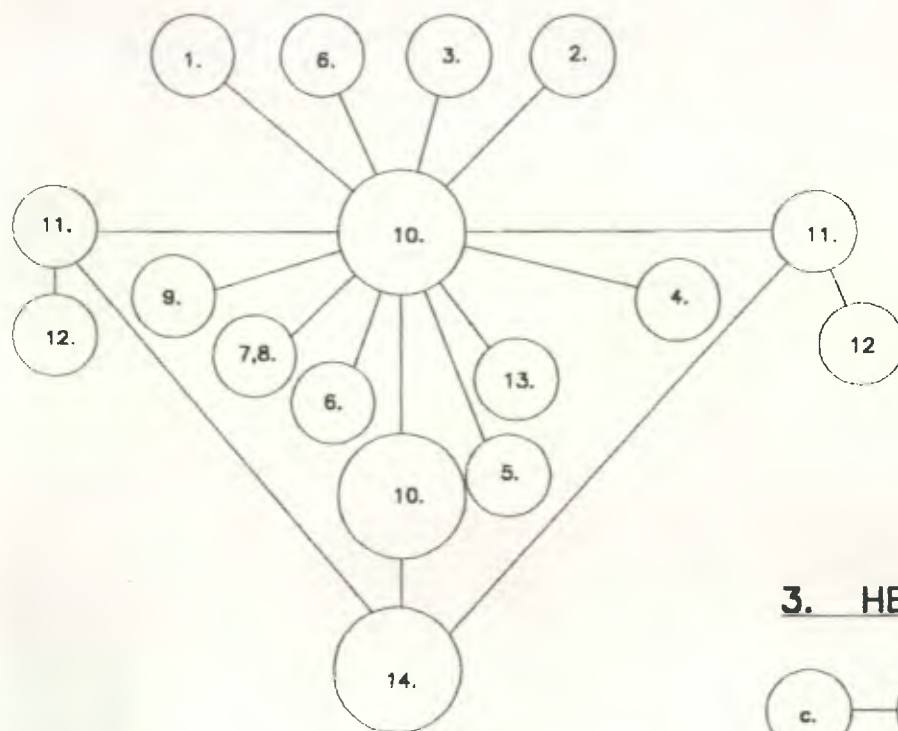 1. 6. 3. 2.
11. 10. 11.
9. 4.
12. 7,8. 12
6. 13.
10. 5.
3. HE
14.
c.